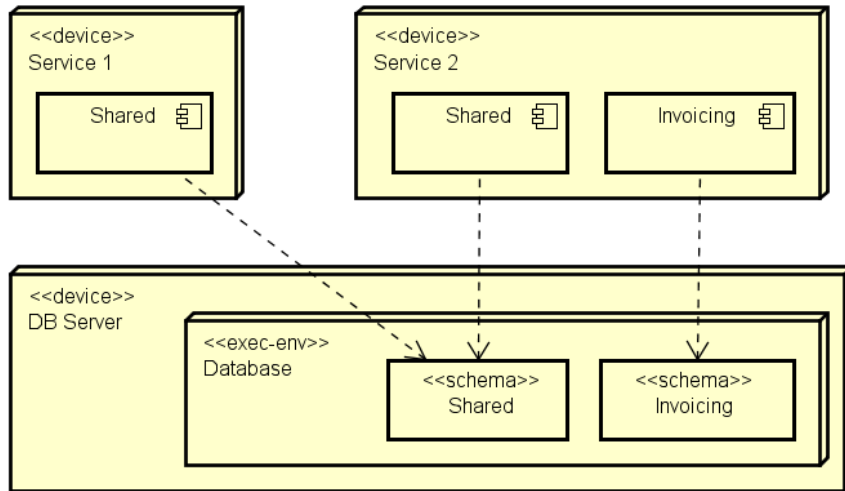 <<device>>
Service 1
Shared
<<device>>
Service 2
Shared
Invoicing
<<device>>
DB Server
<<exec-env>>
Database
<<schema>>
Shared
<<schema>>
Invoicing